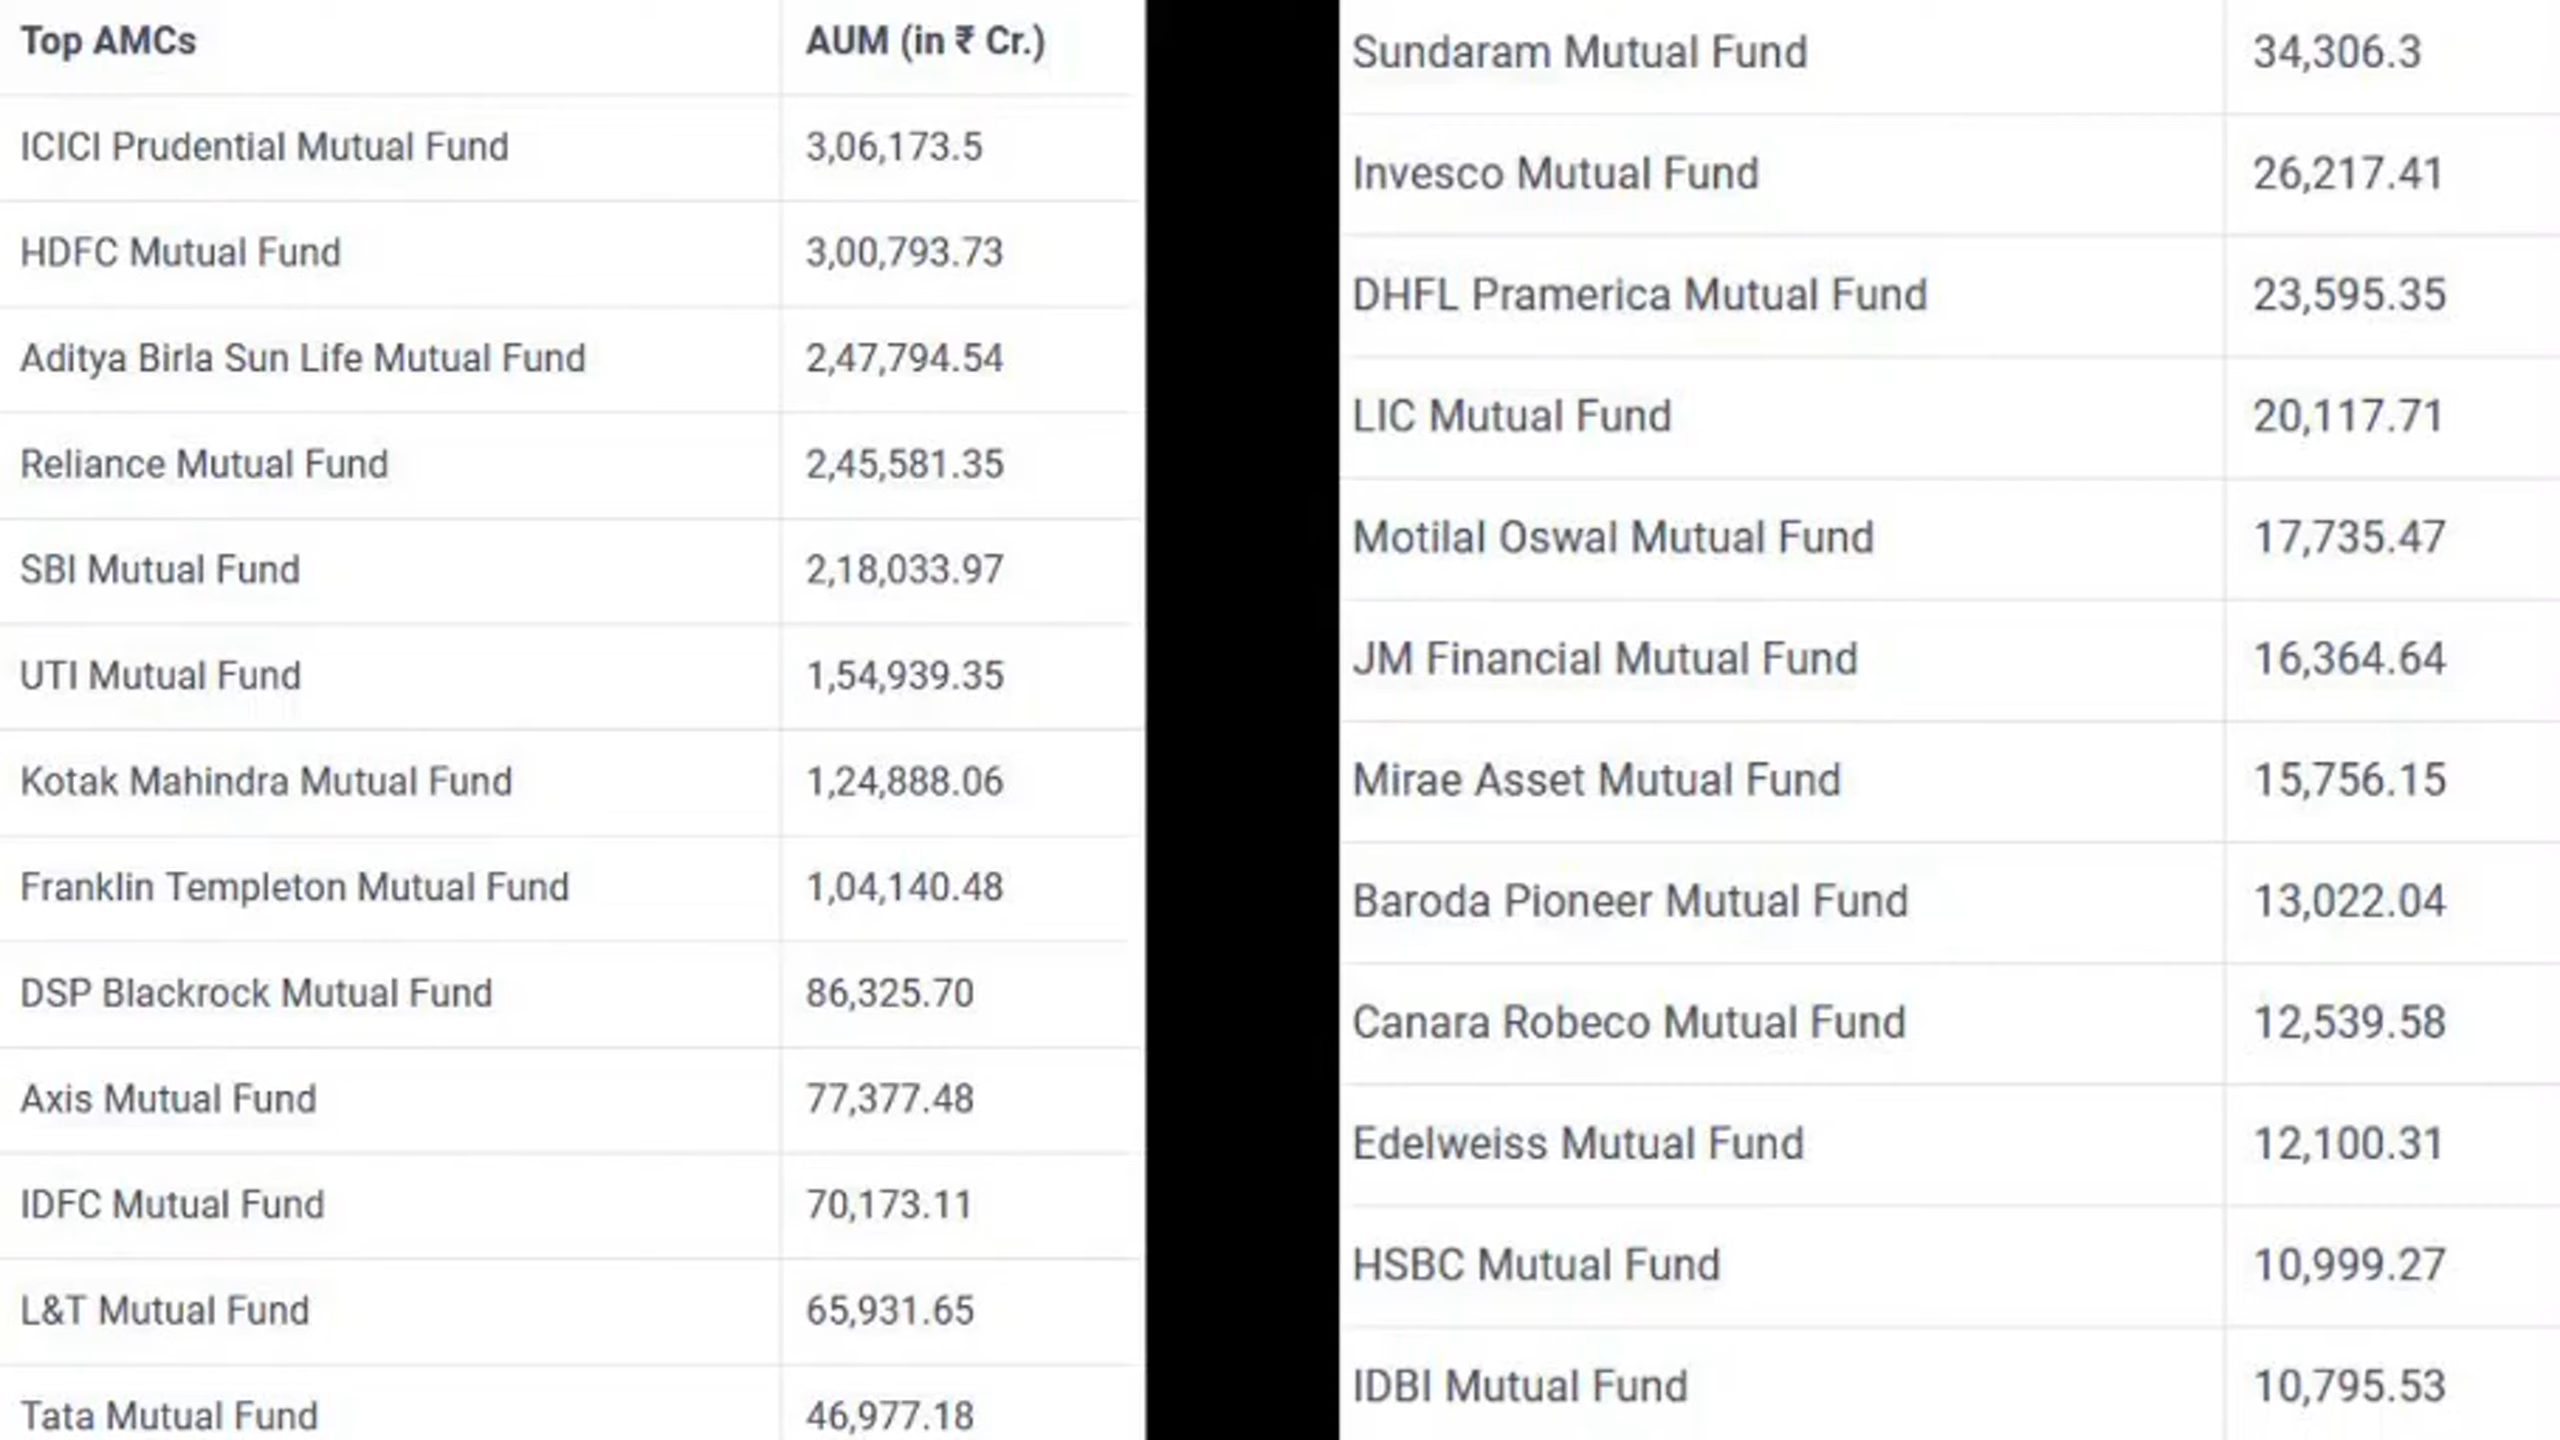 Top AMCs AUM (in ₹ Cr.)
ICICI Prudential Mutual Fund 3,06,173.5
HDFC Mutual Fund 3,00,793.73
Aditya Birla Sun Life Mutual Fund 2,47,794.54
Reliance Mutual Fund 2,45,581.35
SBI Mutual Fund 2,18,033.97
UTI Mutual Fund 1,54,939.35
Kotak Mahindra Mutual Fund 1,24,888.06
Franklin Templeton Mutual Fund 1,04,140.48
DSP Blackrock Mutual Fund 86,325.70
Axis Mutual Fund 77,377.48
IDFC Mutual Fund 70,173.11
L&T Mutual Fund 65,931.65
Tata Mutual Fund 46,977.18
Sundaram Mutual Fund 34,306.3
Invesco Mutual Fund 26,217.41
DHFL Pramerica Mutual Fund 23,595.35
LIC Mutual Fund 20,117.71
Motilal Oswal Mutual Fund 17,735.47
JM Financial Mutual Fund 16,364.64
Mirae Asset Mutual Fund 15,756.15
Baroda Pioneer Mutual Fund 13,022.04
Canara Robeco Mutual Fund 12,539.58
Edelweiss Mutual Fund 12,100.31
HSBC Mutual Fund 10,999.27
IDBI Mutual Fund 10,795.53